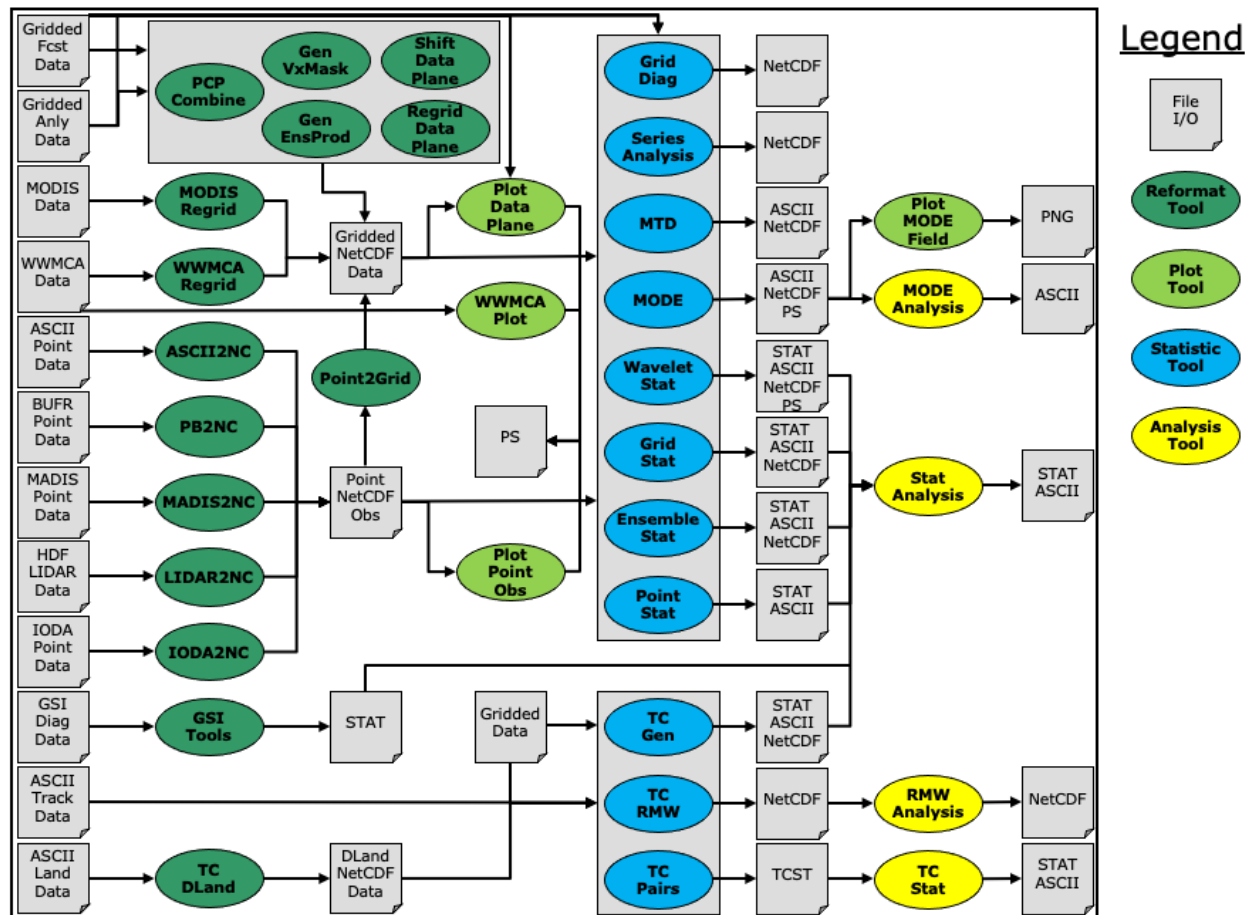 Gridded
Fcst
Data
Gridded
Anly
Data
MODIS
Data
WWMCA
Data
ASCII
Point
Data
BUFR
Point
Data
MADIS
Point
Data
HDF
LIDAR
Data
IODA
Point
Data
GSI
Diag
Data
ASCII
Track
Data
ASCII
Land
Data
PCP
Combine
Gen
VxMask
Shift
Data
Plane
Gen
EnsProd
Regrid
Data
Plane
MODIS
Regrid
WWMCA
Regrid
ASCII2NC
PB2NC
MADIS2NC
LIDAR2NC
IODA2NC
GSI
Tools
TC
DLand
Gridded
NetCDF
Data
Point2Grid
Point
NetCDF
Obs
STAT
DLand
NetCDF
Data
Plot
Data
Plane
WWMCA
Plot
PS
Plot
Point
Obs
Gridded
Data
Grid
Diag
Series
Analysis
MTD
MODE
Wavelet
Stat
Grid
Stat
Ensemble
Stat
Point
Stat
TC
Gen
TC
RMW
TC
Pairs
NetCDF
NetCDF
ASCII
NetCDF
ASCII
NetCDF
PS
STAT
ASCII
NetCDF
PS
STAT
ASCII
NetCDF
STAT
ASCII
NetCDF
STAT
ASCII
STAT
ASCII
NetCDF
NetCDF
TCST
Plot
MODE
Field
MODE
Analysis
Stat
Analysis
RMW
Analysis
TC
Stat
PNG
ASCII
STAT
ASCII
NetCDF
STAT
ASCII
Legend
File
I/O
Reformat
Tool
Plot
Tool
Statistic
Tool
Analysis
Tool